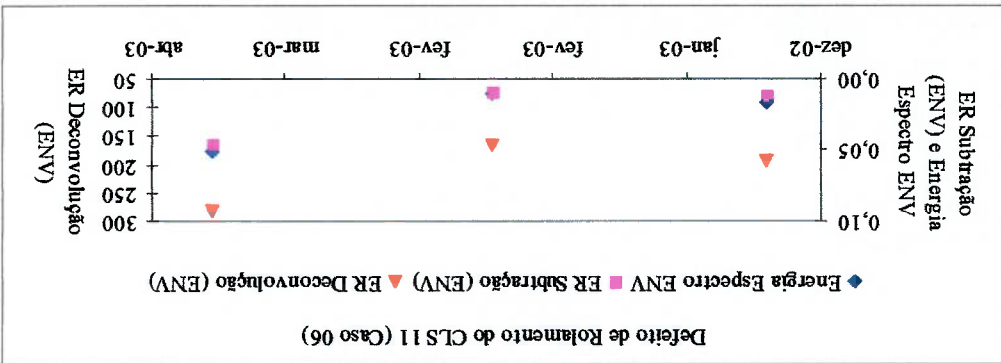 Defeito de Rolamento do CLS 11 (Caso 06)
Energia Espectro ENV ER Subtração (ENV) ER Deconvolução (ENV)
ER Subtração
(ENV) e Energia
Espectro ENV
0,10
0,05
0,00
300
250
200
150
100
50
ER Deconvolução
(ENV)
dez-02 jan-03 fev-03 fev-03 mar-03 abr-03